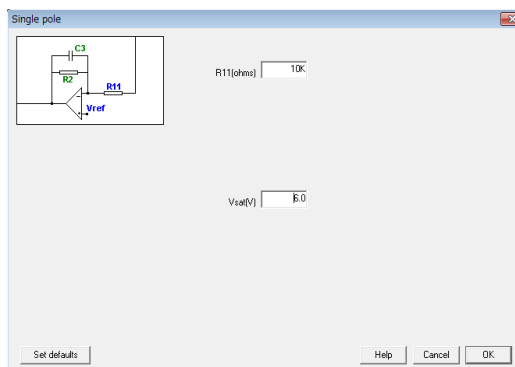 Single pole
C3
R2
R11
Vref
R11(ohms) 10K
Vsat(V) 6.0
Set defaults Help Cancel OK